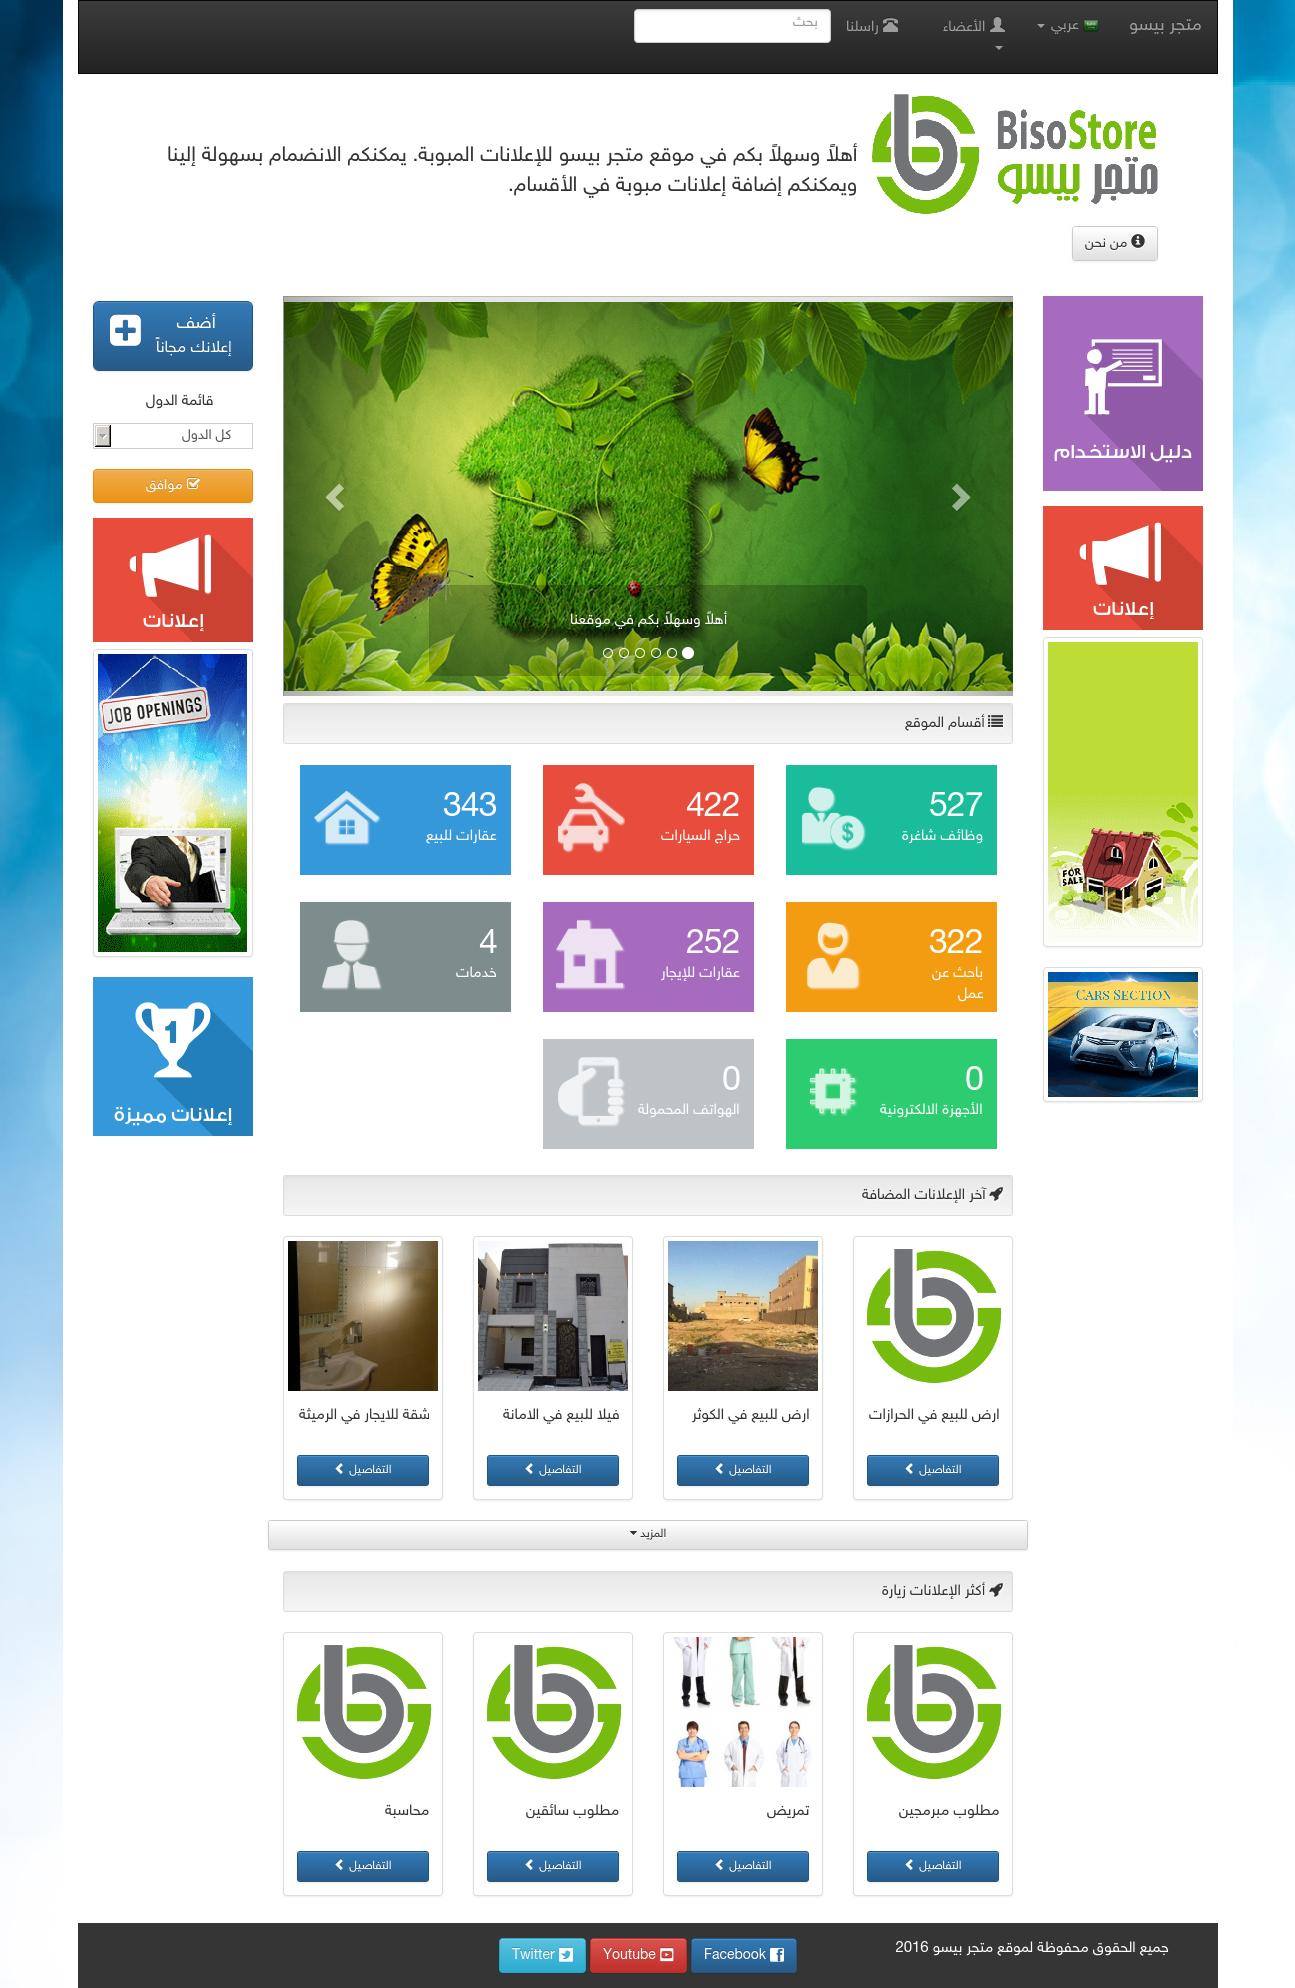 متجر بيسو
عربي
الأعضاء
راسلنا
بحث
BisoStore
متجر بيسو
أهلاً وسهلاً بكم في موقع متجر بيسو للإعلانات المبوبة. يمكنكم الانضمام بسهولة إلينا
ويمكنكم إضافة إعلانات مبوبة في الأقسام.
من نحن
دليل الاستخدام
إعلانات
FOR
SALE
CARS SECTION
أهلاً وسهلاً بكم في موقعنا
أضف
إعلانك مجاناً
قائمة الدول
كل الدول
موافق
إعلانات
JOB OPENINGS
1
إعلانات مميزة
أقسام الموقع
527
وظائف شاغرة
422
حراج السيارات
343
عقارات للبيع
322
باحث عن
عمل
252
عقارات للإيجار
4
خدمات
0
الأجهزة الالكترونية
0
الهواتف المحمولة
آخر الإعلانات المضافة
ارض للبيع في الحرازات
التفاصيل
ارض للبيع في الكوثر
التفاصيل
فيلا للبيع في الامانة
التفاصيل
شقة للايجار في الرميثة
التفاصيل
المزيد
أكثر الإعلانات زيارة
مطلوب مبرمجين
التفاصيل
تمريض
التفاصيل
مطلوب سائقين
التفاصيل
محاسبة
التفاصيل
جميع الحقوق محفوظة لموقع متجر بيسو 2016
Facebook
Youtube
Twitter